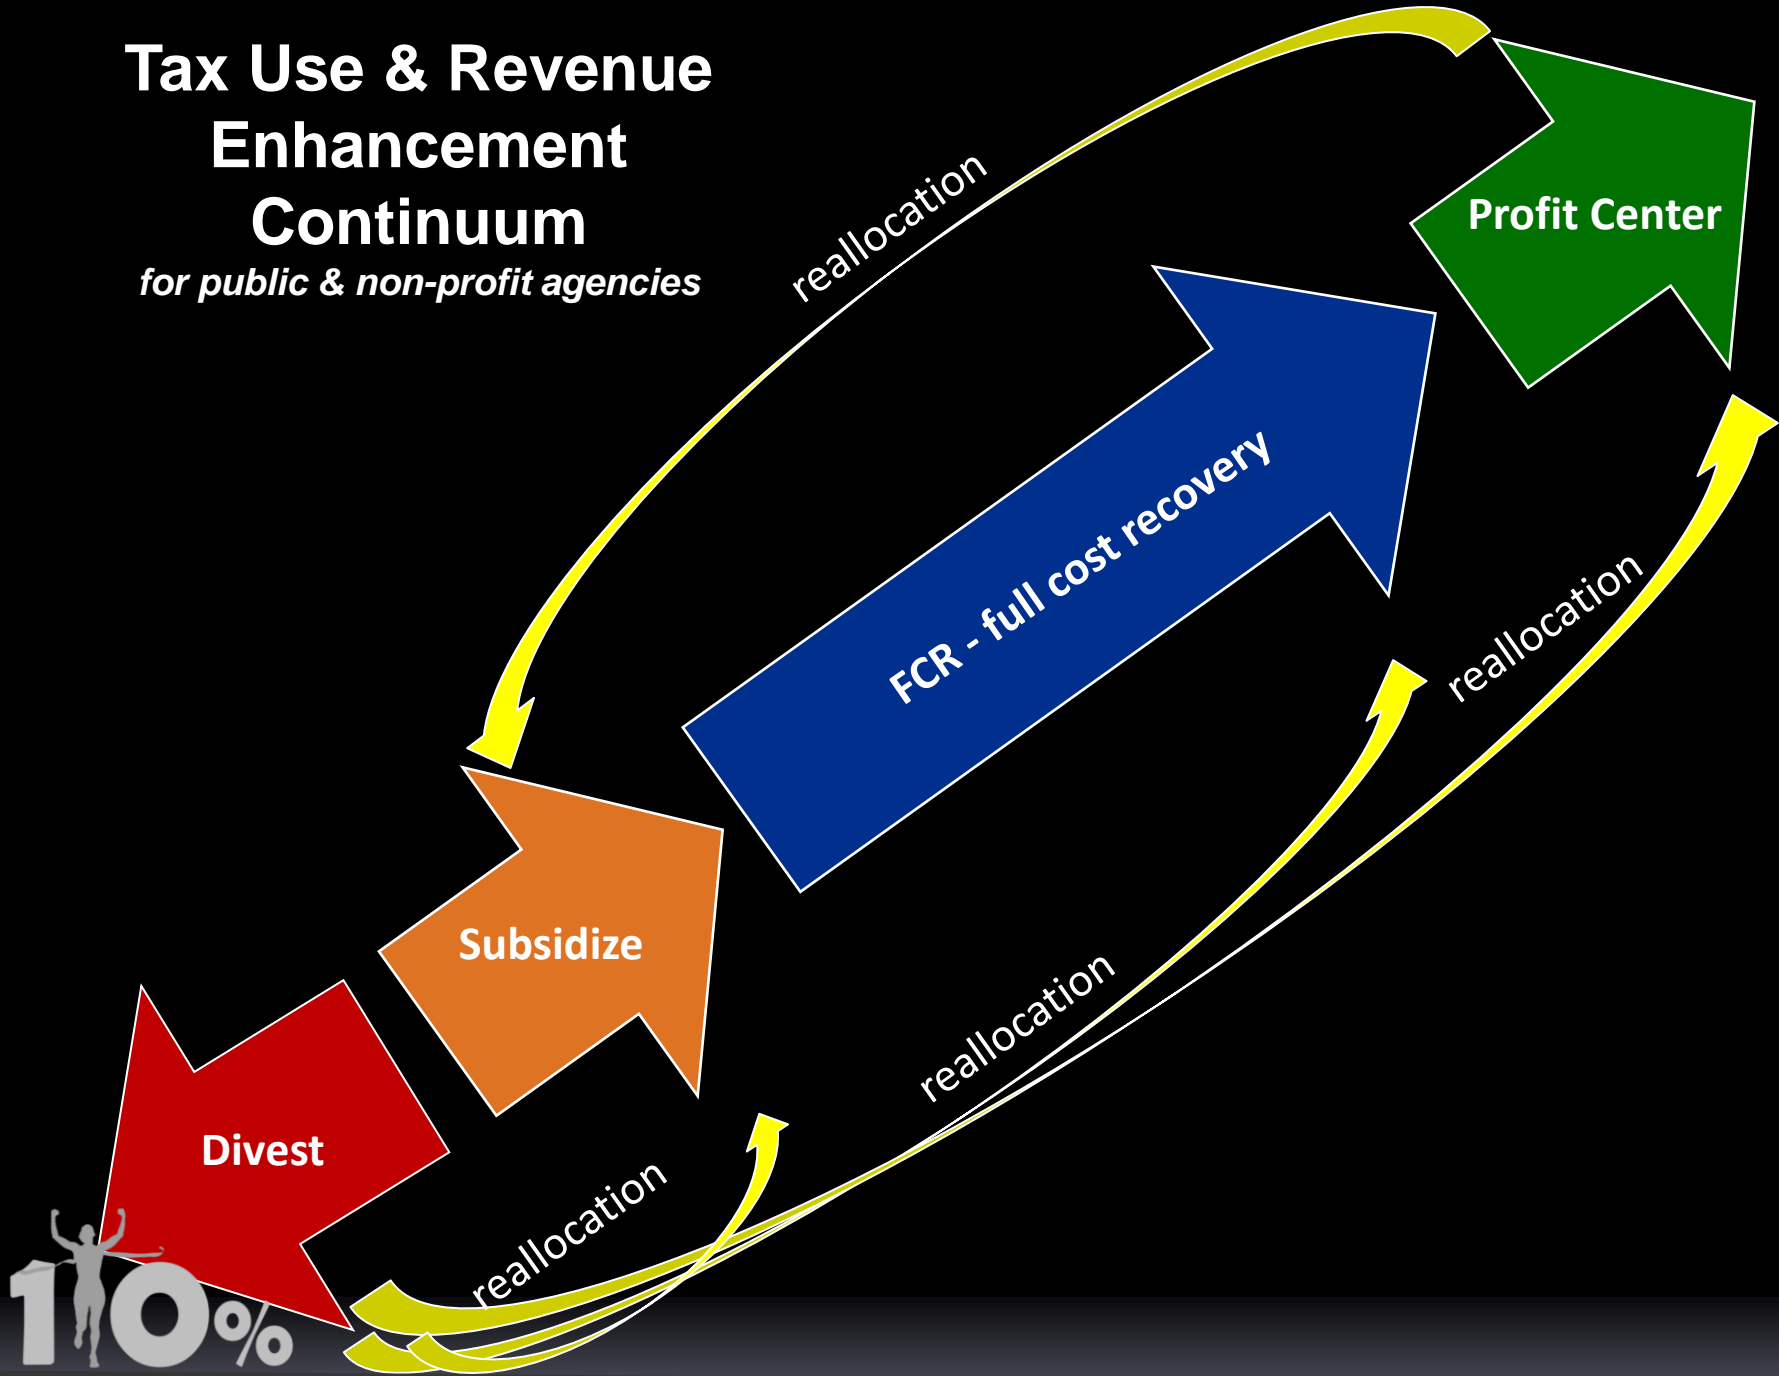 Tax Use & Revenue
Enhancement
Continuum
for public & non-profit agencies
reallocation
Profit Center
FCR - full cost recovery
reallocation
Subsidize
reallocation
Divest
reallocation
110%